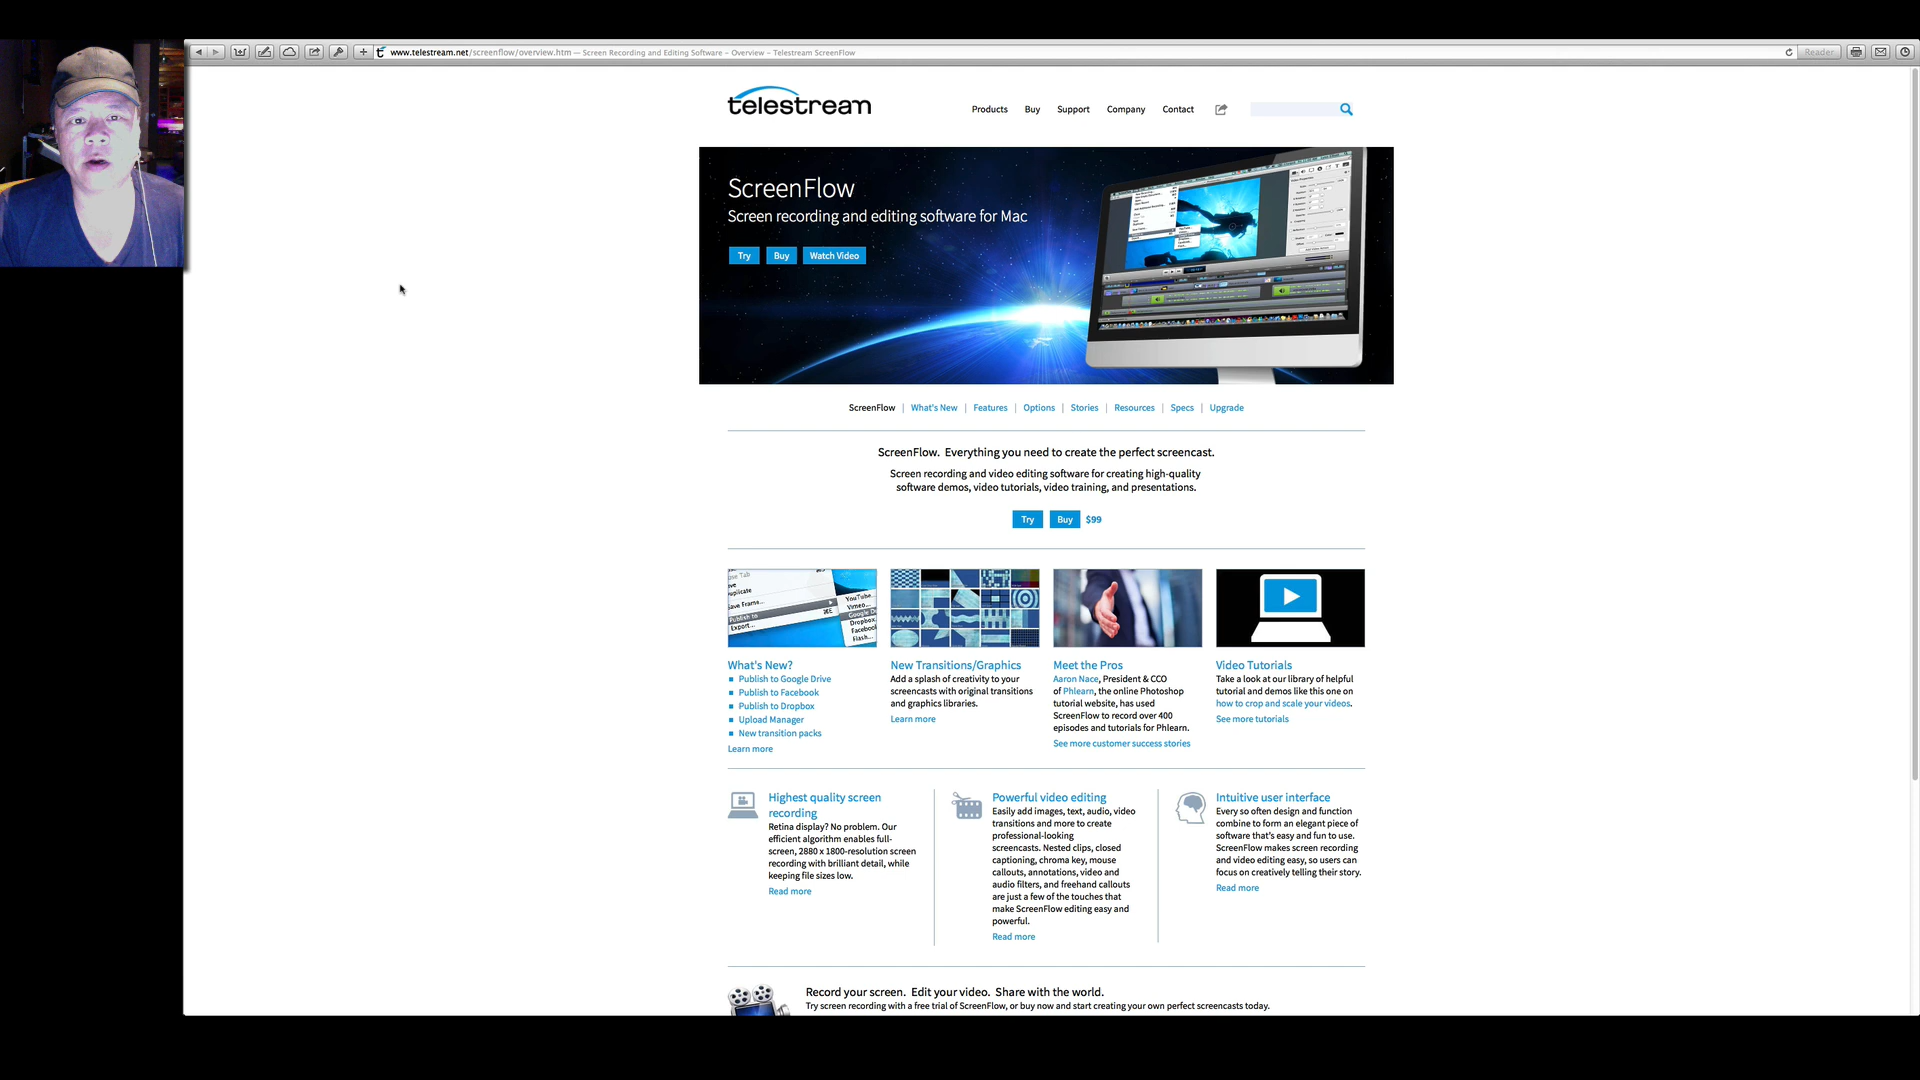 www.telestream.net/screenflow/overview.htm — Screen Recording and Editing Software – Overview – Telestream ScreenFlow
Reader
telestream
Products
Buy
Support
Company
Contact
ScreenFlow
Screen recording and editing software for Mac
Try
Buy
Watch Video
ScreenFlow | What's New | Features | Options | Stories | Resources | Specs | Upgrade
ScreenFlow. Everything you need to create the perfect screencast.
Screen recording and video editing software for creating high-quality
software demos, video tutorials, video training, and presentations.
Try
Buy
$99
Save Frame...
Publish to
Export...
YouTube...
Vimeo...
Dropbox...
Facebook
Flash...
What's New?
Publish to Google Drive
Publish to Facebook
Publish to Dropbox
Upload Manager
New transition packs
Learn more
New Transitions/Graphics
Add a splash of creativity to your
screencasts with original transitions
and graphics libraries.
Learn more
Meet the Pros
Aaron Nace, President & CCO
of Phlearn, the online Photoshop
tutorial website, has used
ScreenFlow to record over 400
episodes and tutorials for Phlearn.
See more customer success stories
Video Tutorials
Take a look at our library of helpful
tutorial and demos like this one on
how to crop and scale your videos.
See more tutorials
Highest quality screen
recording
Retina display? No problem. Our
efficient algorithm enables full-
screen, 2880 x 1800-resolution screen
recording with brilliant detail, while
keeping file sizes low.
Read more
Powerful video editing
Easily add images, text, audio, video
transitions and more to create
professional-looking
screencasts. Nested clips, closed
captioning, chroma key, mouse
callouts, annotations, video and
audio filters, and freehand callouts
are just a few of the touches that
make ScreenFlow editing easy and
powerful.
Read more
Intuitive user interface
Every so often design and function
combine to form an elegant piece of
software that's easy and fun to use.
ScreenFlow makes screen recording
and video editing easy, so users can
focus on creatively telling their story.
Read more
Record your screen. Edit your video. Share with the world.
Try screen recording with a free trial of ScreenFlow, or buy now and start creating your own perfect screencasts today.